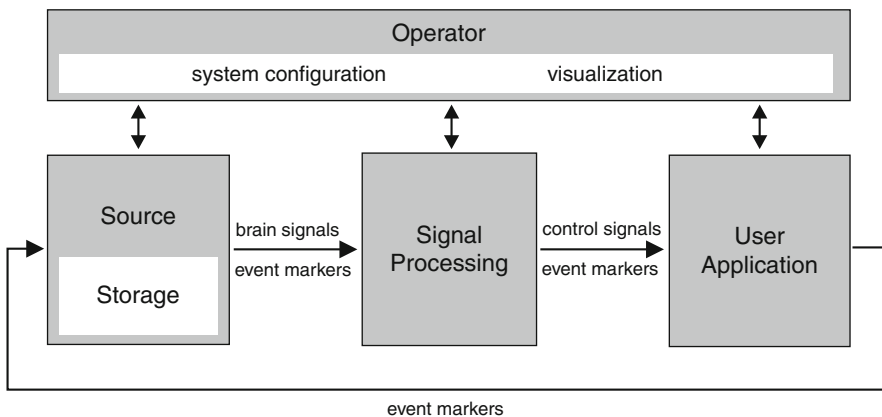 Operator
system configuration visualization
Source
Storage
brain signals
event markers
Signal
Processing
control signals
event markers
User
Application
event markers